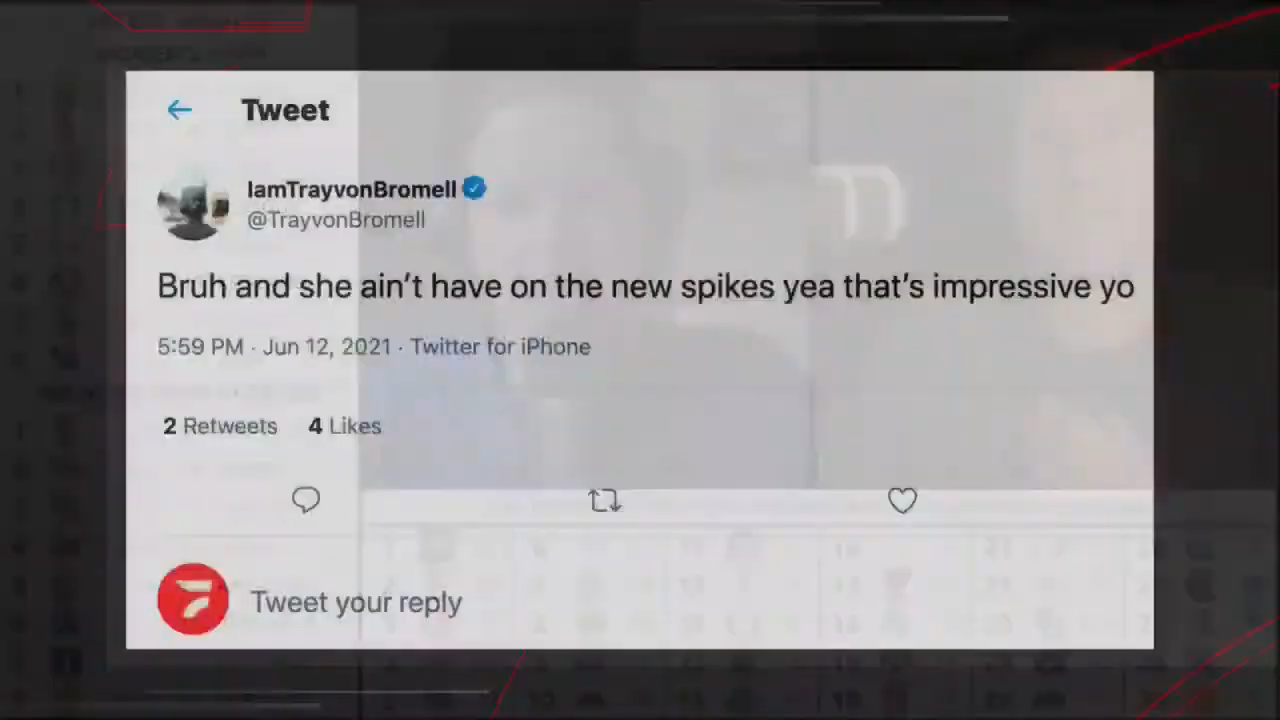 Tweet
IamTrayvonBromell
@TrayvonBromell
Bruh and she ain't have on the new spikes yea that's impressive yo
5:59 PM · Jun 12, 2021 · Twitter for iPhone
2 Retweets 4 Likes
Tweet your reply